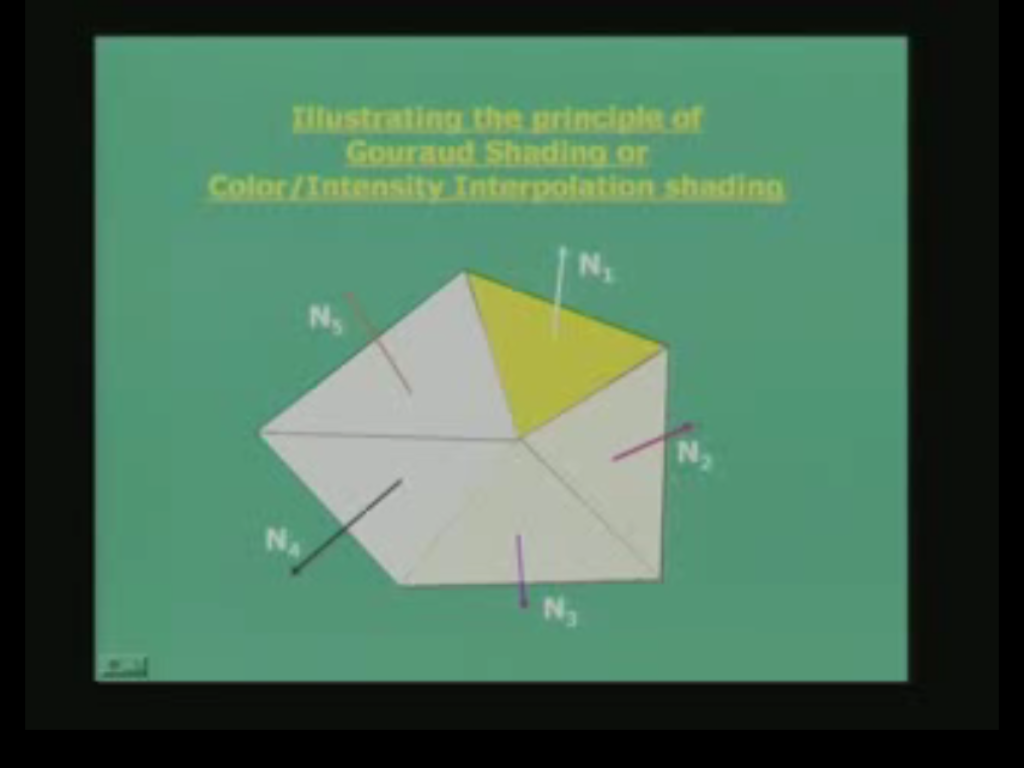 Illustrating the principle of
Gouraud Shading or
Color/Intensity Interpolation shading
N1
N5
N2
N4
N3